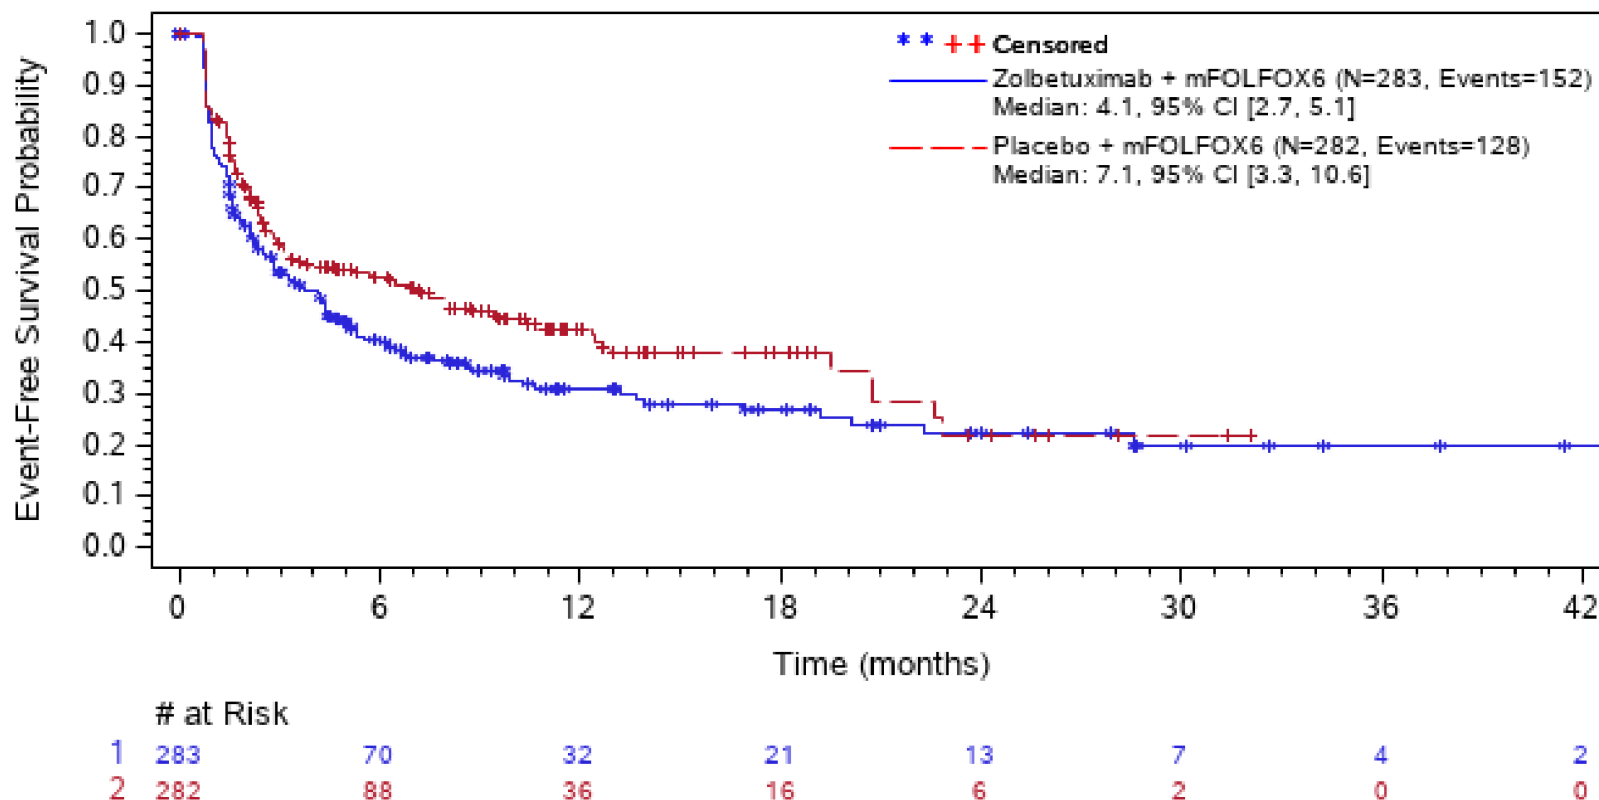 Event-Free Survival Probability
1.0
0.9
0.8
0.7
0.6
0.5
0.4
0.3
0.2
0.1
0.0
Censored
Zolbetuximab + mFOLFOX6 (N=283, Events=152)
Median: 4.1, 95% CI [2.7, 5.1]
Placebo + mFOLFOX6 (N=282, Events=128)
Median: 7.1, 95% CI [3.3, 10.6]
0 6 12 18 24 30 36 42
Time (months)
# at Risk
1 283 70 32 21 13 7 4 2
2 282 88 36 16 6 2 0 0